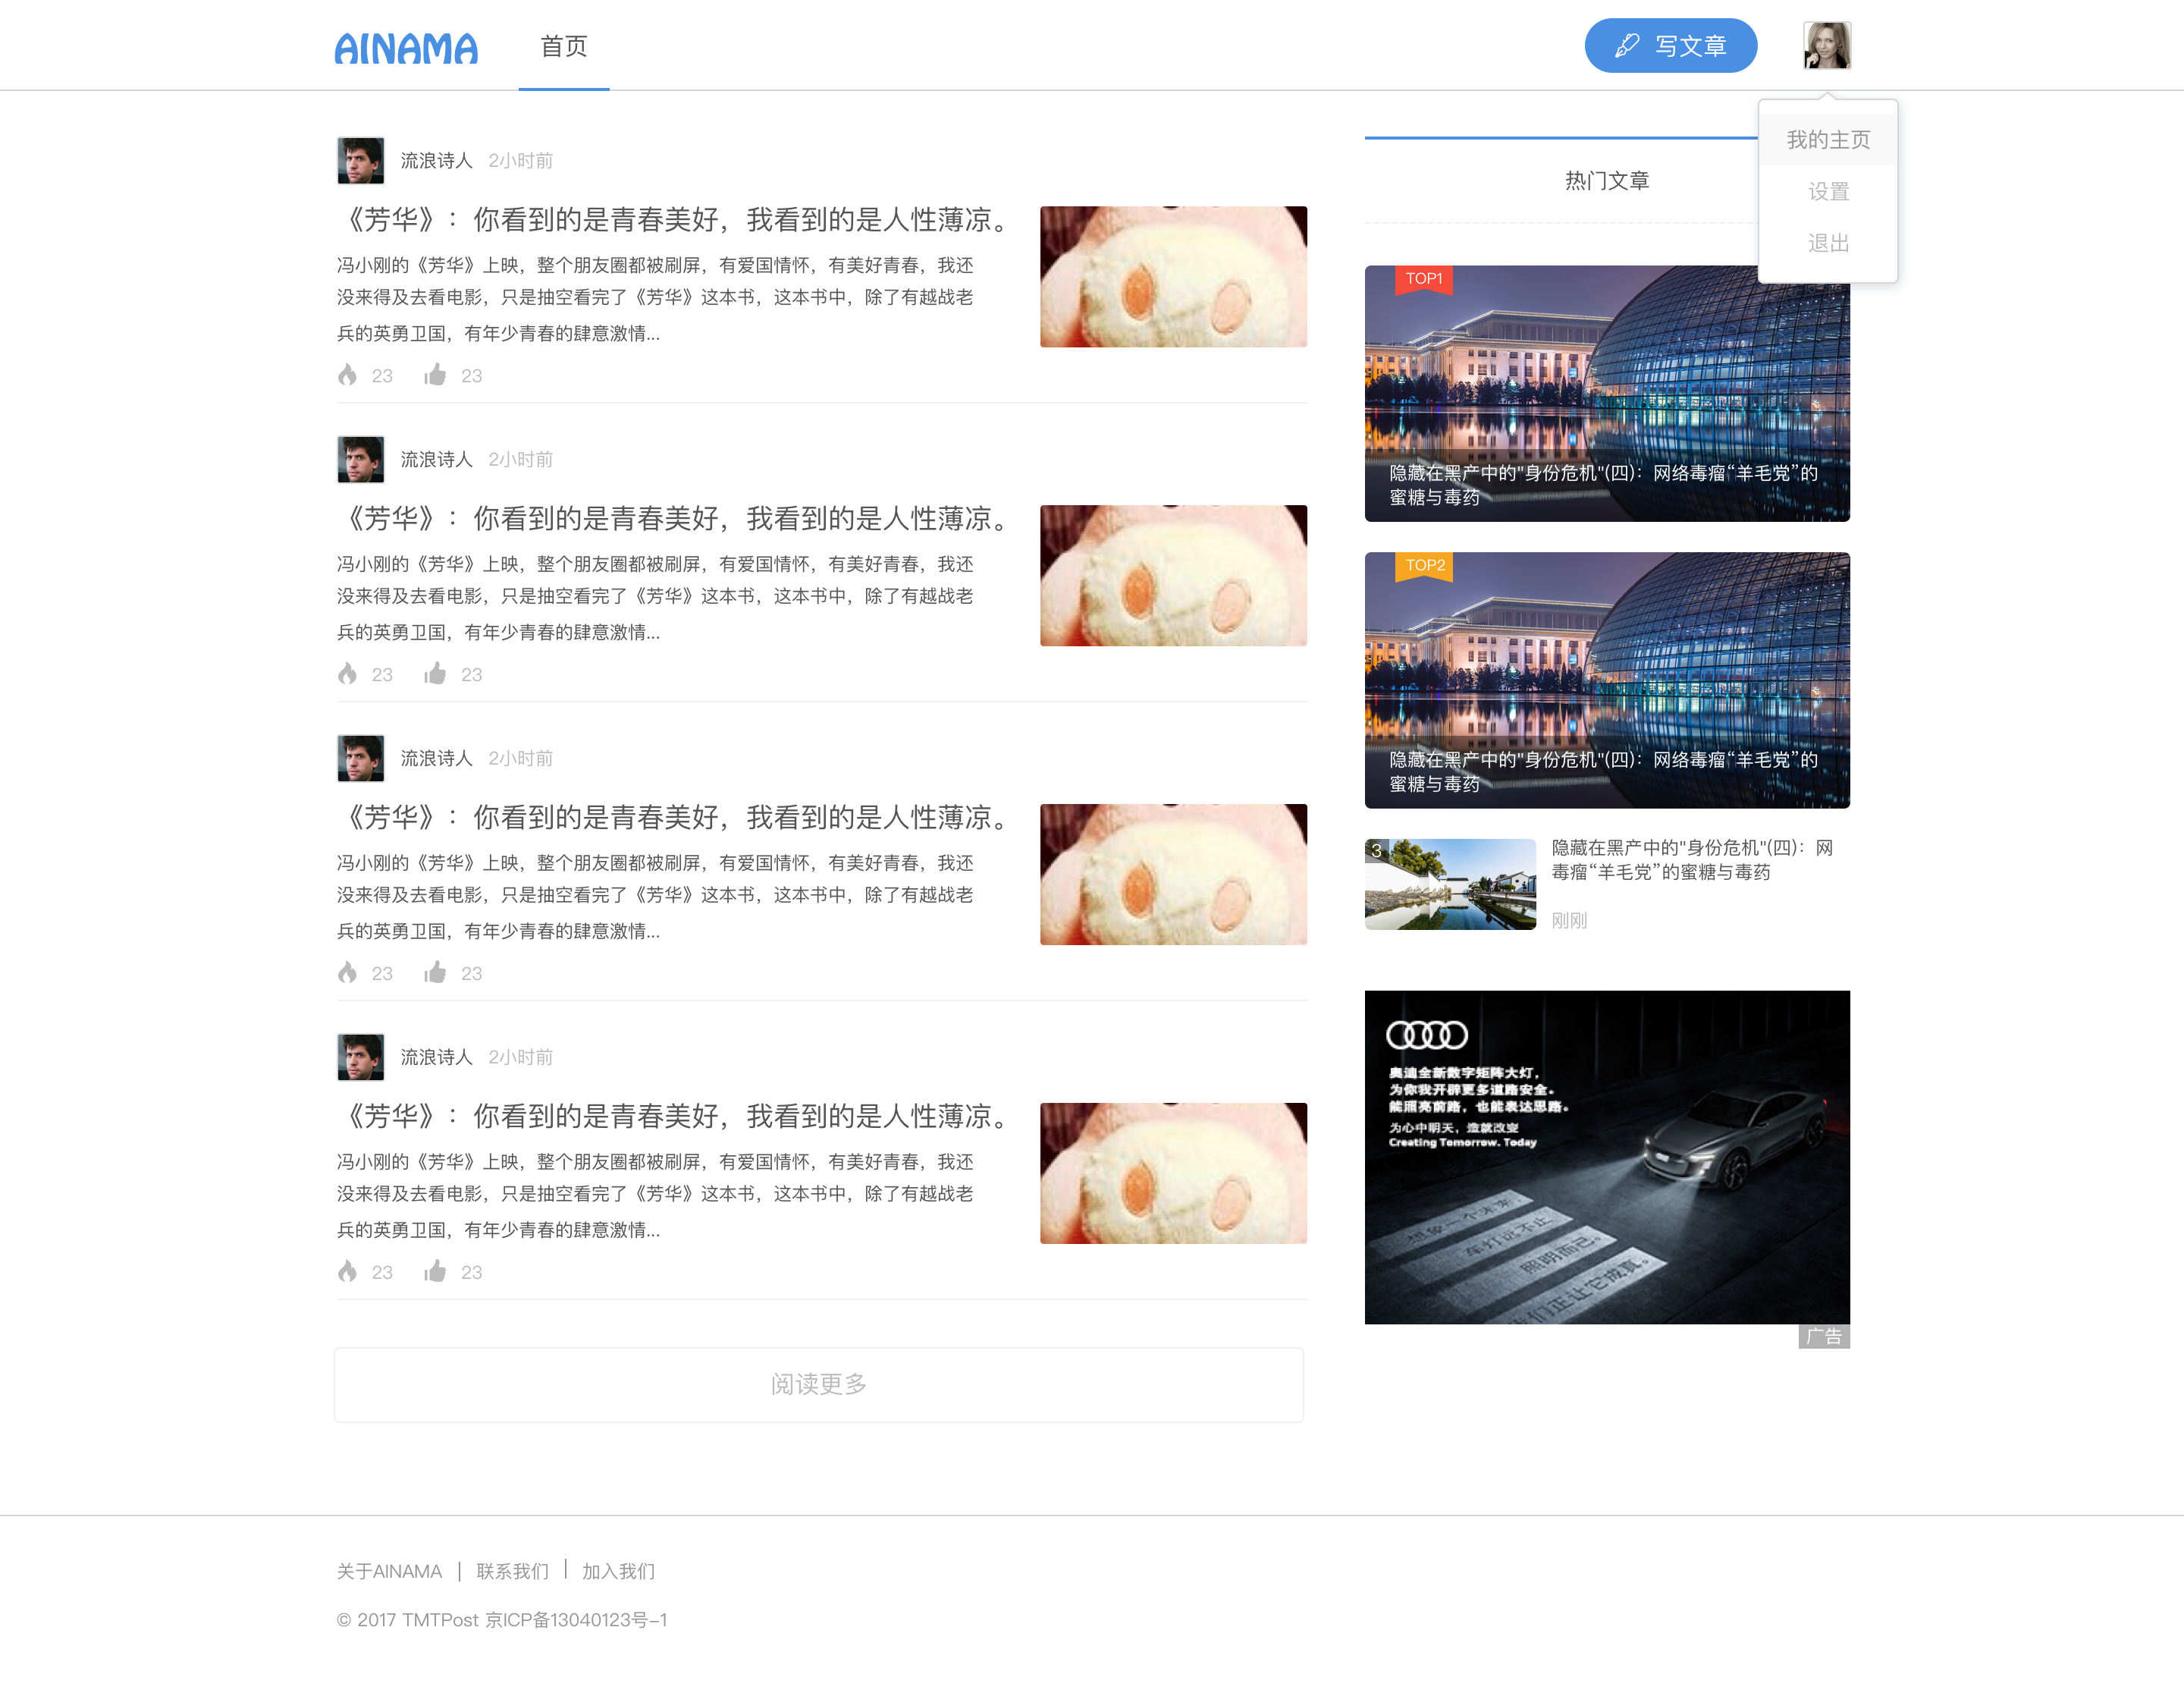 AINAMA
首页
写文章
我的主页
设置
退出
流浪诗人 2小时前
《芳华》：你看到的是青春美好，我看到的是人性薄凉。
冯小刚的《芳华》上映，整个朋友圈都被刷屏，有爱国情怀，有美好青春，我还
没来得及去看电影，只是抽空看完了《芳华》这本书，这本书中，除了有越战老
兵的英勇卫国，有年少青春的肆意激情...
23 23
流浪诗人 2小时前
《芳华》：你看到的是青春美好，我看到的是人性薄凉。
冯小刚的《芳华》上映，整个朋友圈都被刷屏，有爱国情怀，有美好青春，我还
没来得及去看电影，只是抽空看完了《芳华》这本书，这本书中，除了有越战老
兵的英勇卫国，有年少青春的肆意激情...
23 23
流浪诗人 2小时前
《芳华》：你看到的是青春美好，我看到的是人性薄凉。
冯小刚的《芳华》上映，整个朋友圈都被刷屏，有爱国情怀，有美好青春，我还
没来得及去看电影，只是抽空看完了《芳华》这本书，这本书中，除了有越战老
兵的英勇卫国，有年少青春的肆意激情...
23 23
流浪诗人 2小时前
《芳华》：你看到的是青春美好，我看到的是人性薄凉。
冯小刚的《芳华》上映，整个朋友圈都被刷屏，有爱国情怀，有美好青春，我还
没来得及去看电影，只是抽空看完了《芳华》这本书，这本书中，除了有越战老
兵的英勇卫国，有年少青春的肆意激情...
23 23
阅读更多
热门文章
TOP1
隐藏在黑产中的"身份危机"(四)：网络毒瘤“羊毛党”的
蜜糖与毒药
TOP2
隐藏在黑产中的"身份危机"(四)：网络毒瘤“羊毛党”的
蜜糖与毒药
3
隐藏在黑产中的"身份危机"(四)：网
毒瘤“羊毛党”的蜜糖与毒药
刚刚
奥迪全新数字矩阵大灯，
为你我开辟更多道路安全。
能照亮前路，也能表达思路。
为心中明天，造就改变
Creating Tomorrow. Today
想象一个未来，
车灯远不止
照明而已。
我们正让它成真。
广告
关于AINAMA | 联系我们 | 加入我们
© 2017 TMTPost 京ICP备13040123号-1